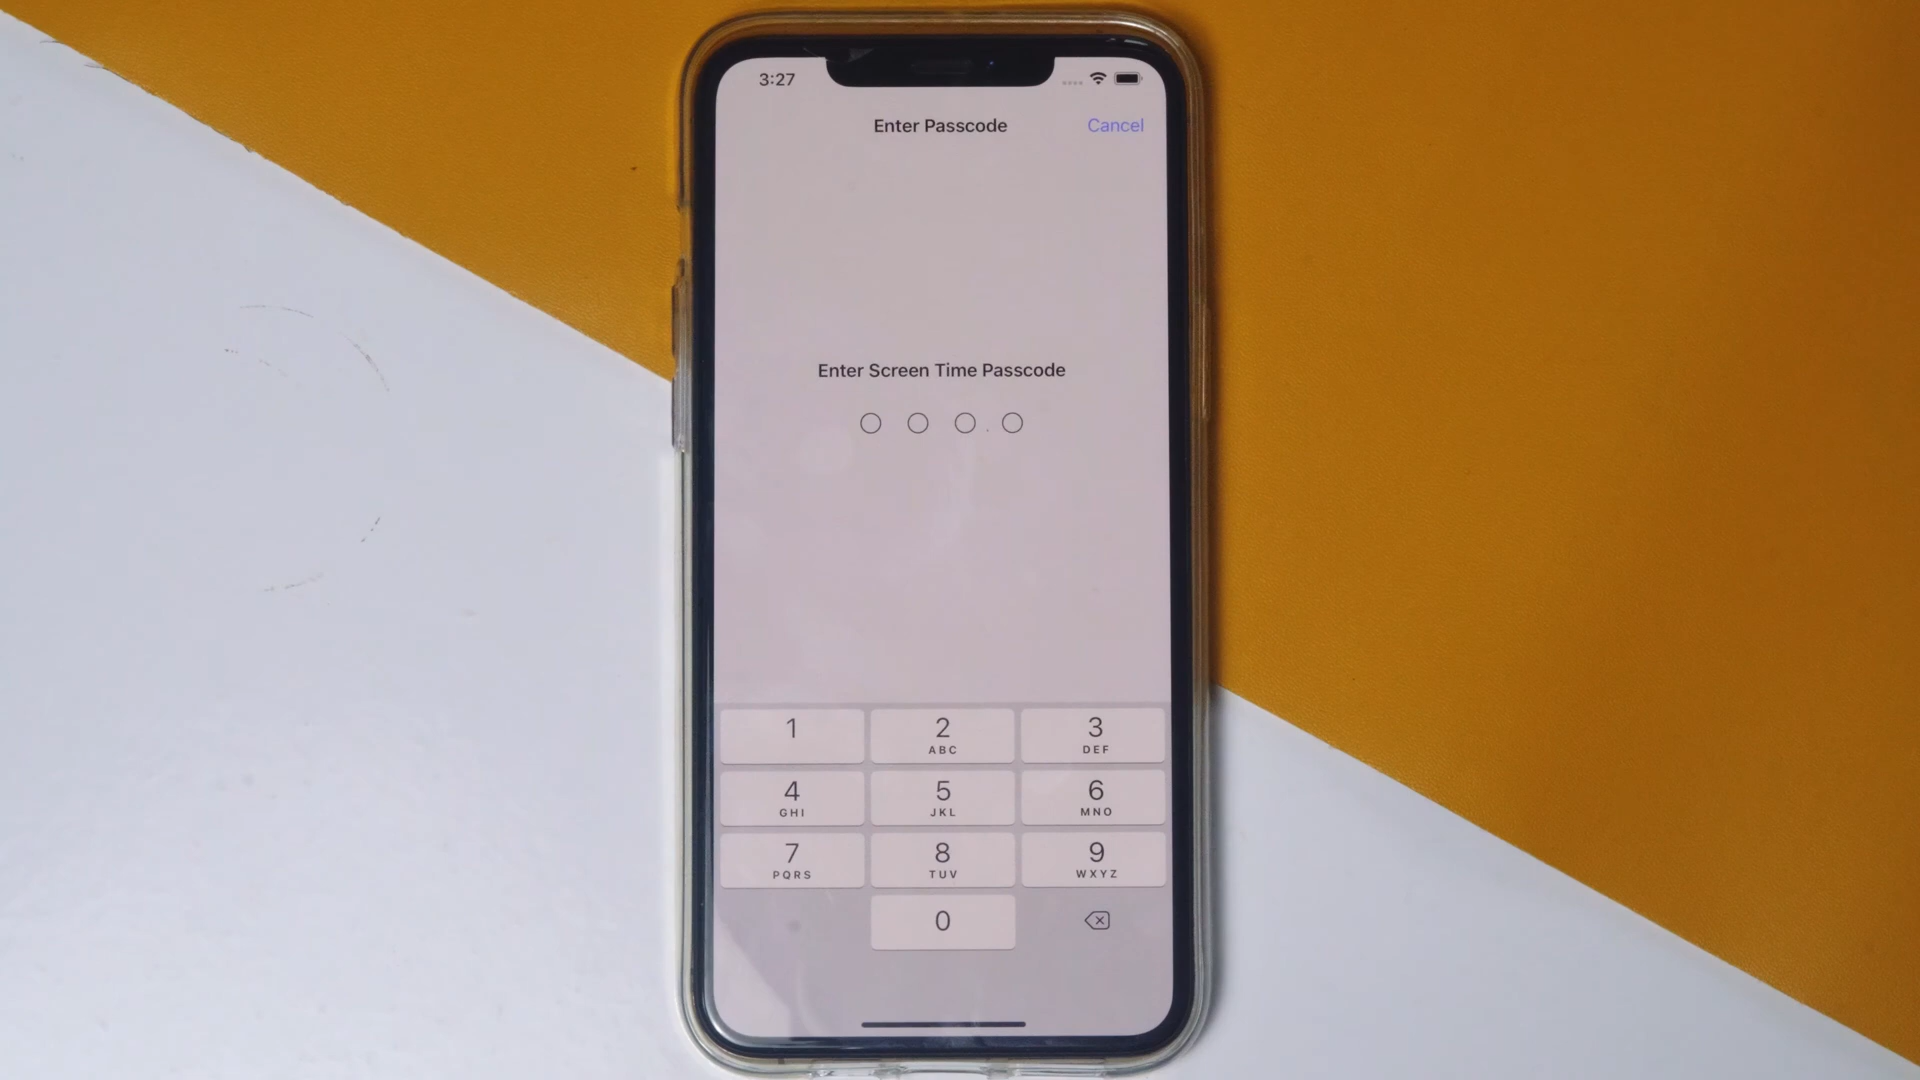 3:27
Enter Passcode
Cancel
Enter Screen Time Passcode
1
2
ABC
3
DEF
4
GHI
5
JKL
6
MNO
7
PQRS
8
TUV
9
WXYZ
0